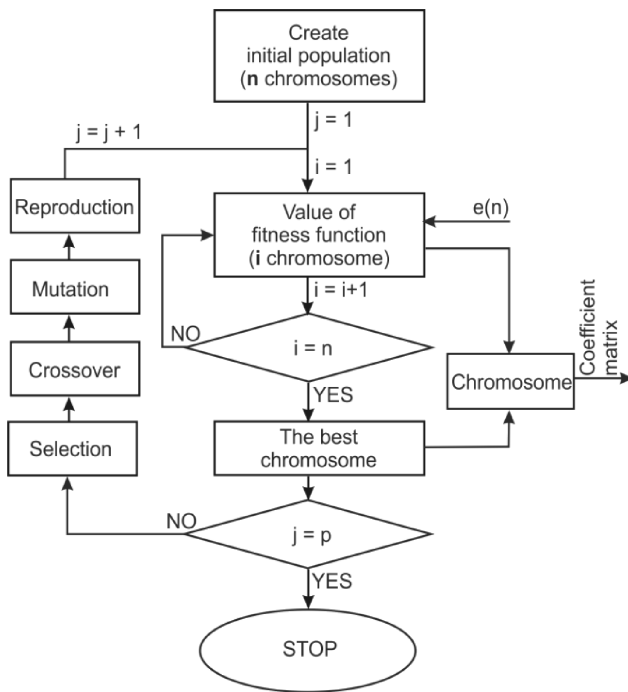 Create
initial population
(n chromosomes)
j = 1
j = j + 1
i = 1
Reproduction
Value of
fitness function
(i chromosome)
e(n)
i = i+1
Mutation
NO
i = n
Coefficient
matrix
Crossover
Chromosome
YES
Selection
The best
chromosome
NO
j = p
YES
STOP